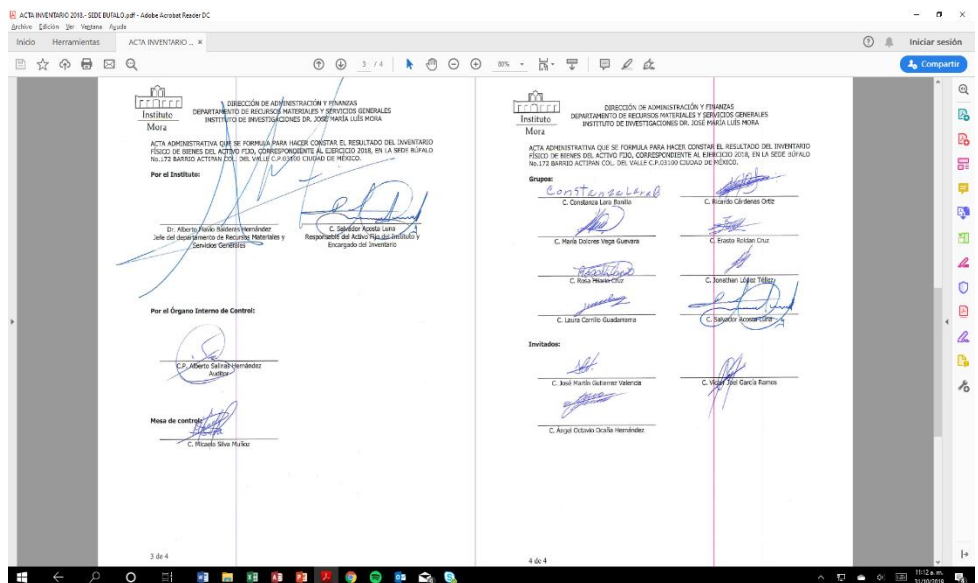 ACTA INVENTARIO 2018.- SEDE BUFALO.pdf - Adobe Acrobat Reader DC
Archivo Edición Ver Ventana Ayuda
Inicio Herramientas ACTA INVENTARIO ... × Iniciar sesión
3 / 4 80% Compartir
Instituto
Mora
DIRECCIÓN DE ADMINISTRACIÓN Y FINANZAS
DEPARTAMENTO DE RECURSOS MATERIALES Y SERVICIOS GENERALES
INSTITUTO DE INVESTIGACIONES DR. JOSÉ MARÍA LUÍS MORA
ACTA ADMINISTRATIVA QUE SE FORMULA PARA HACER CONSTAR EL RESULTADO DEL INVENTARIO
FÍSICO DE BIENES DEL ACTIVO FIJO, CORRESPONDIENTE AL EJERCICIO 2018, EN LA SEDE BÚFALO
No.172 BARRIO ACTIPAN COL. DEL VALLE C.P.03100 CIUDAD DE MÉXICO.
Por el Instituto:
Dr. Alberto Flavio Balderas Hernández
Jefe del departamento de Recursos Materiales y
Servicios Generales
C. Salvador Acosta Luna
Responsable del Activo Fijo del Instituto y
Encargado del Inventario
Por el Órgano Interno de Control:
C.P. Alberto Salinas Hernández
Auditor
Mesa de control:
C. Micaela Silva Muñoz
3 de 4
Instituto
Mora
DIRECCIÓN DE ADMINISTRACIÓN Y FINANZAS
DEPARTAMENTO DE RECURSOS MATERIALES Y SERVICIOS GENERALES
INSTITUTO DE INVESTIGACIONES DR. JOSÉ MARÍA LUÍS MORA
ACTA ADMINISTRATIVA QUE SE FORMULA PARA HACER CONSTAR EL RESULTADO DEL INVENTARIO
FÍSICO DE BIENES DEL ACTIVO FIJO, CORRESPONDIENTE AL EJERCICIO 2018, EN LA SEDE BÚFALO
No.172 BARRIO ACTIPAN COL. DEL VALLE C.P.03100 CIUDAD DE MÉXICO.
Grupos:
Constanza Lara B
C. Constanza Lara Bonilla
C. Ricardo Cárdenas Ortiz
C. María Dolores Vega Guevara
C. Erasto Roldan Cruz
C. Rosa Hilario Cruz
C. Jonathan López Téllez
C. Laura Carrillo Guadarrama
C. Salvador Acosta Luna
Invitados:
C. José Martín Gutierrez Valencia
C. Víctor Joel García Ramos
C. Angel Octavio Ocaña Hernández
4 de 4
11:12 a. m.
31/10/2018